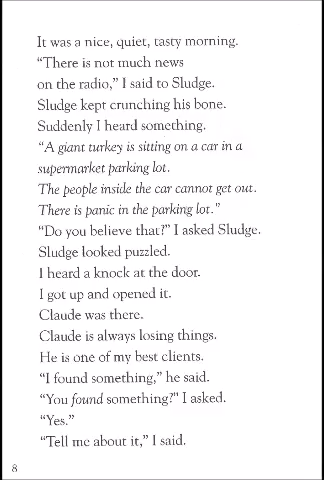 It was a nice, quiet, tasty morning.
“There is not much news
on the radio,” I said to Sludge.
Sludge kept crunching his bone.
Suddenly I heard something.
“A giant turkey is sitting on a car in a
supermarket parking lot.
The people inside the car cannot get out.
There is panic in the parking lot.”
“Do you believe that?” I asked Sludge.
Sludge looked puzzled.
I heard a knock at the door.
I got up and opened it.
Claude was there.
Claude is always losing things.
He is one of my best clients.
“I found something,” he said.
“You found something?” I asked.
“Yes.”
“Tell me about it,” I said.
8